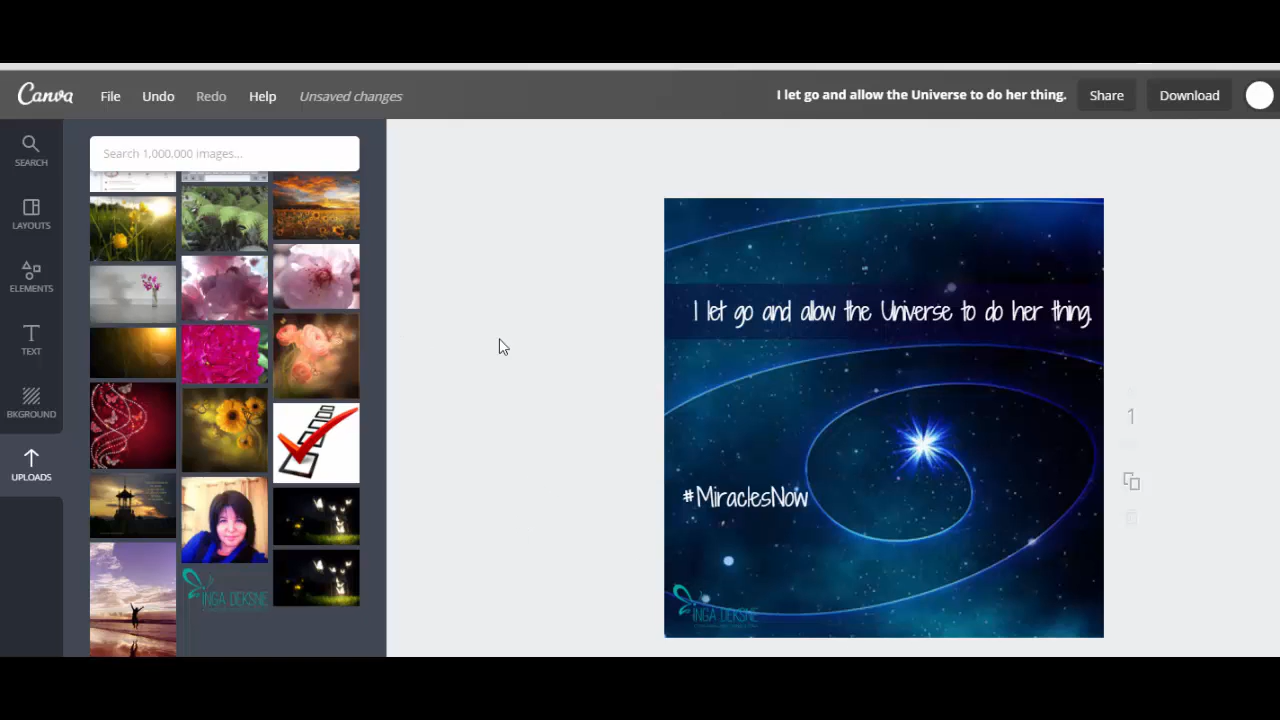 Canva
File
Undo
Redo
Help
Unsaved changes
I let go and allow the Universe to do her thing.
Share
Download
SEARCH
LAYOUTS
ELEMENTS
TEXT
BKGROUND
UPLOADS
Search 1,000,000 images...
INGA DEKSNE
I let go and allow the Universe to do her thing.
#MiraclesNow
INGA DEKSNE
1